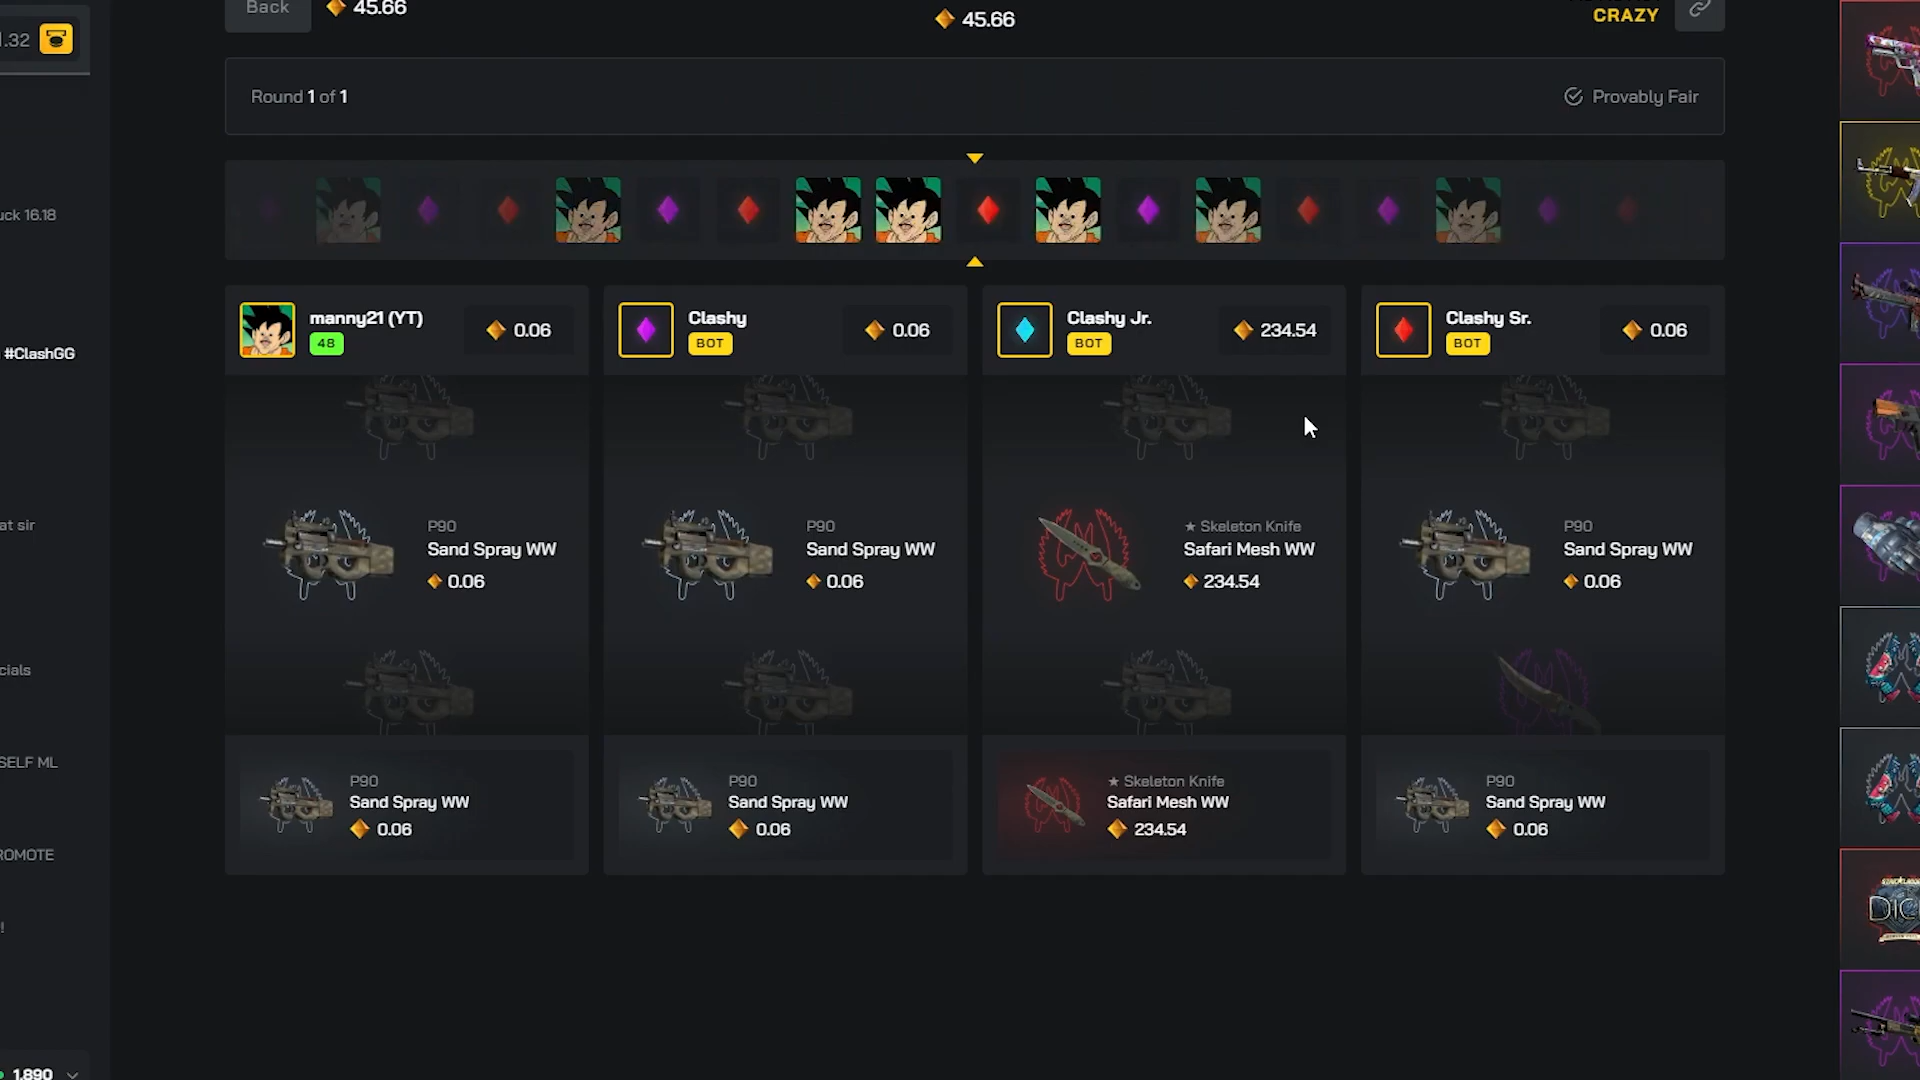 Back
45.66
45.66
CRAZY
.32
Round 1 of 1
Provably Fair
uck 16.18
#ClashGG
at sir
cials
SELF ML
ROMOTE
!
1,890
manny21 (YT)
48
0.06
Clashy
BOT
0.06
Clashy Jr.
BOT
234.54
Clashy Sr.
BOT
0.06
P90
Sand Spray WW
0.06
P90
Sand Spray WW
0.06
★ Skeleton Knife
Safari Mesh WW
234.54
P90
Sand Spray WW
0.06
P90
Sand Spray WW
0.06
P90
Sand Spray WW
0.06
★ Skeleton Knife
Safari Mesh WW
234.54
P90
Sand Spray WW
0.06
DIC